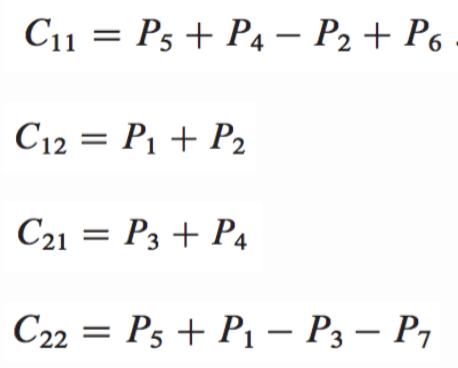 C₁₁ = P₅ + P₄ − P₂ + P₆ .
C₁₂ = P₁ + P₂
C₂₁ = P₃ + P₄
C₂₂ = P₅ + P₁ − P₃ − P₇